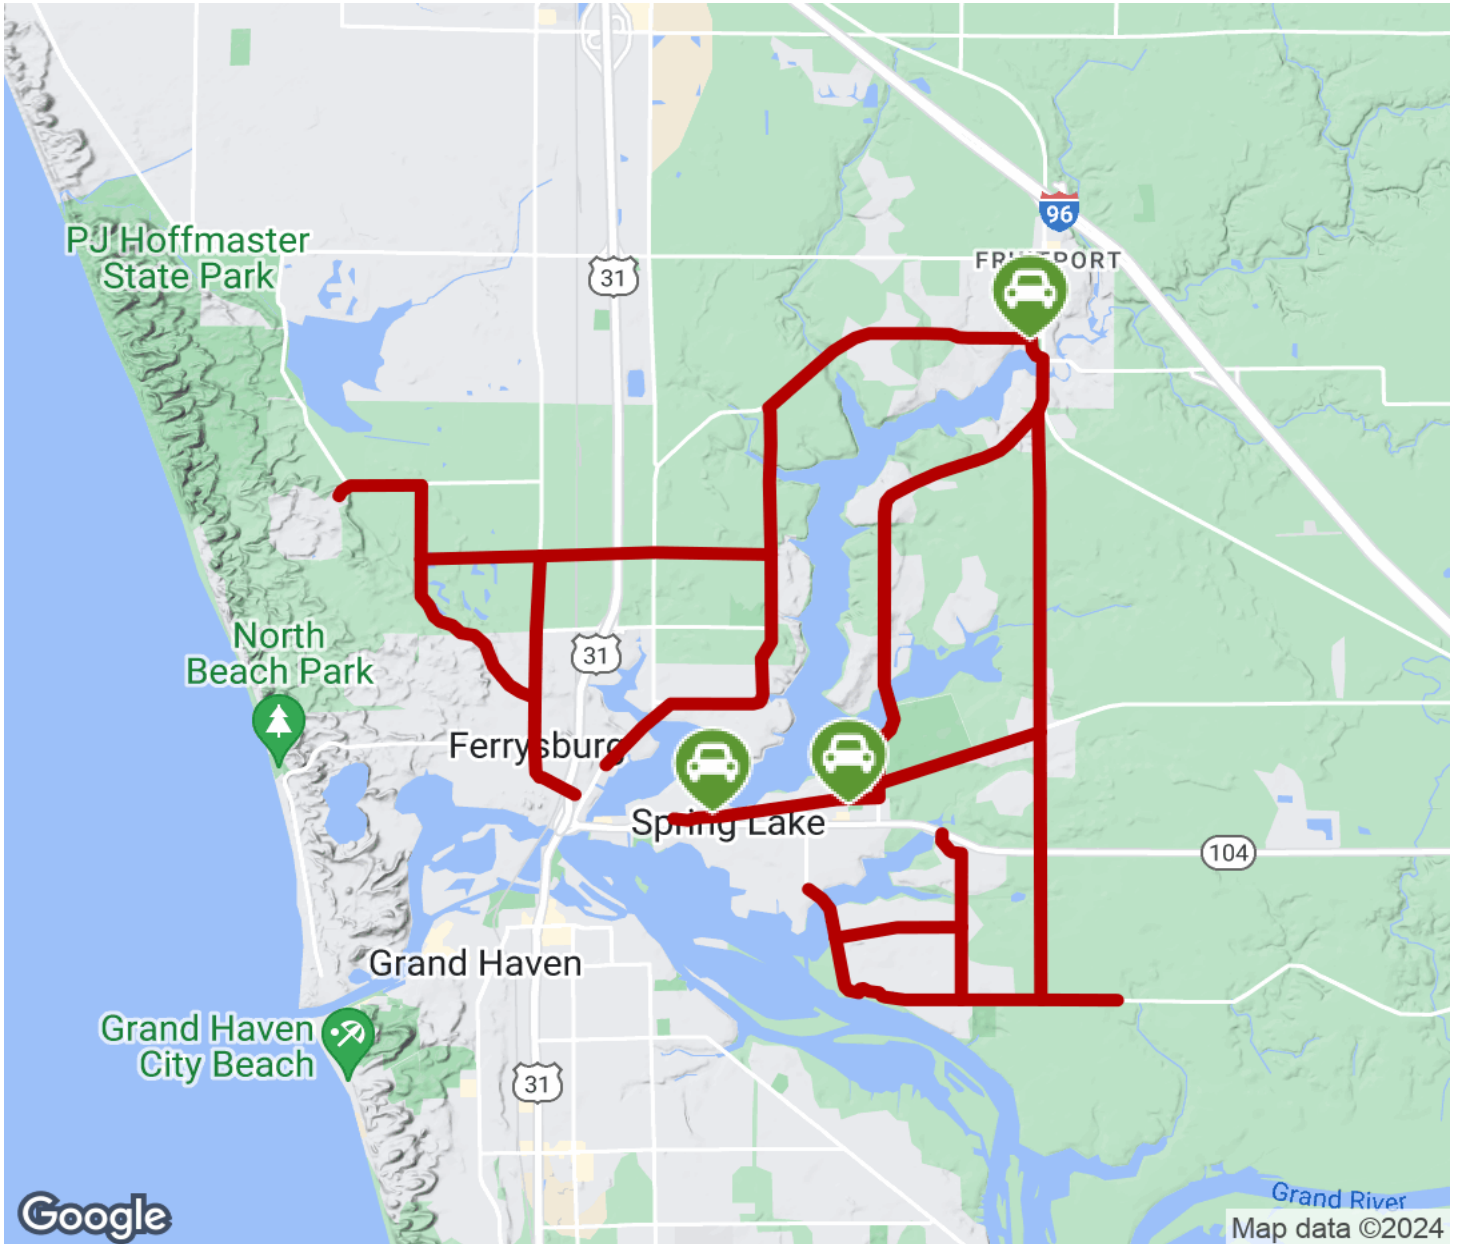 96
PJ Hoffmaster
State Park
31
North
Beach Park
31
Ferrysburg
Spring Lake
104
Grand Haven
Grand Haven
City Beach
31
Grand River
Google
Map data ©2024